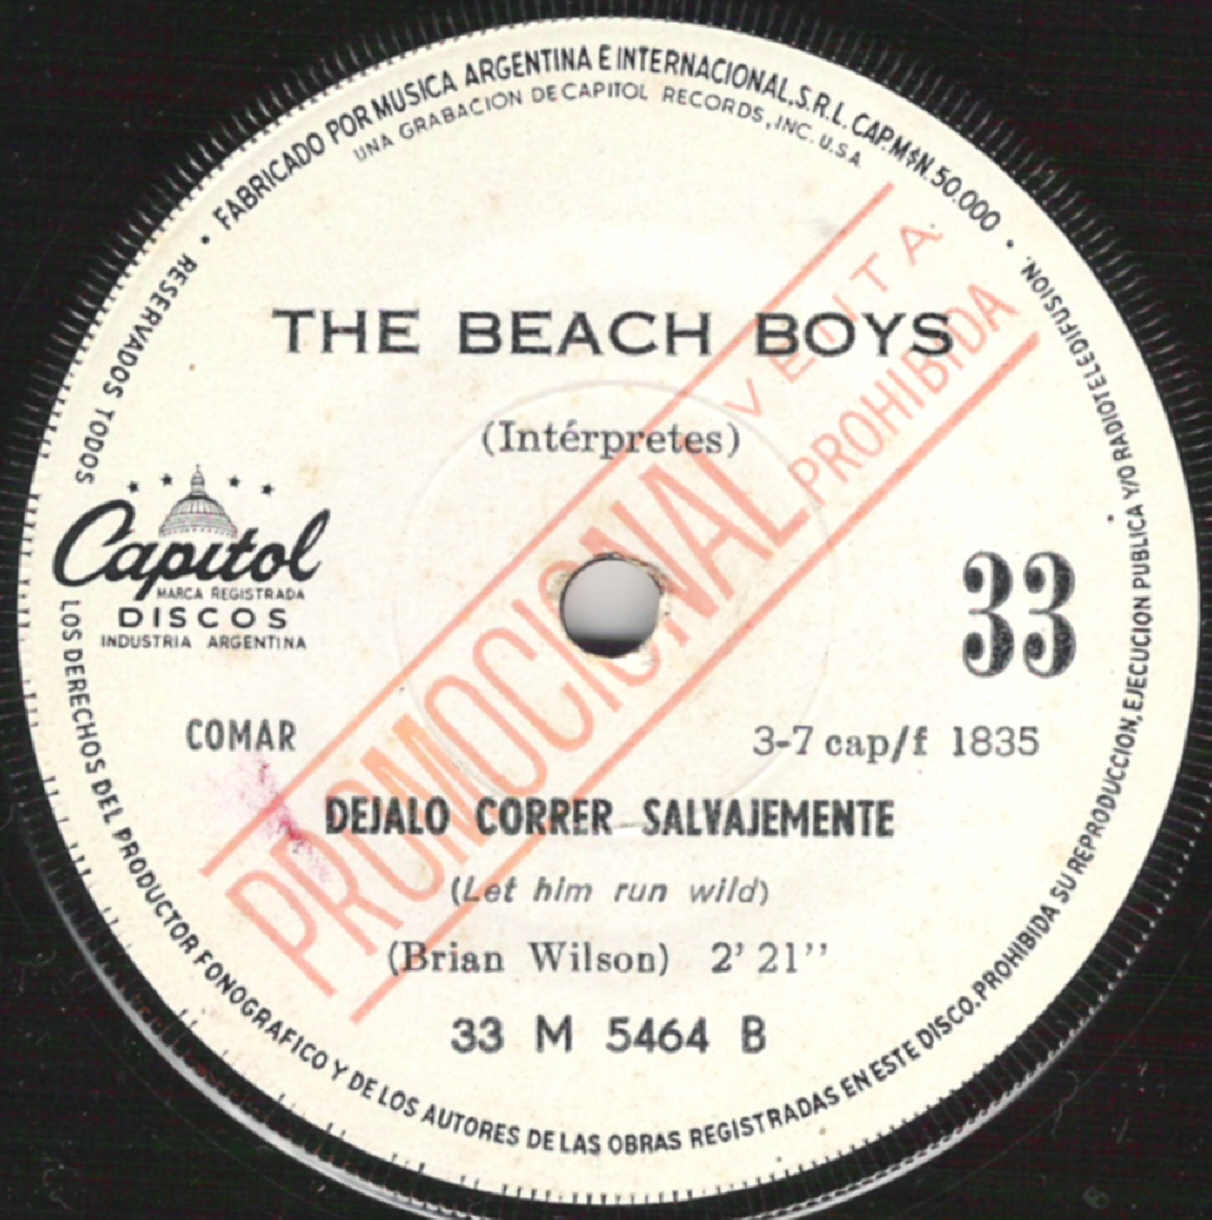 FABRICADO POR MUSICA ARGENTINA E INTERNACIONAL, S.R.L. CAP. M$N. 50.000
UNA GRABACION DE CAPITOL RECORDS, INC. U.S.A
THE BEACH BOYS
(Intérpretes)
Capitol
MARCA REGISTRADA
DISCOS
INDUSTRIA ARGENTINA
33
COMAR
3-7 cap/f 1835
DEJALO CORRER SALVAJEMENTE
(Let him run wild)
(Brian Wilson) 2' 21''
33 M 5464 B
PROMOCIONAL
VENTA
PROHIBIDA
RESERVADOS TODOS LOS DERECHOS DEL PRODUCTOR FONOGRAFICO Y DE LOS AUTORES DE LAS OBRAS REGISTRADAS EN ESTE DISCO. PROHIBIDA SU REPRODUCCION, EJECUCION PUBLICA Y/O RADIOTELEDIFUSION.